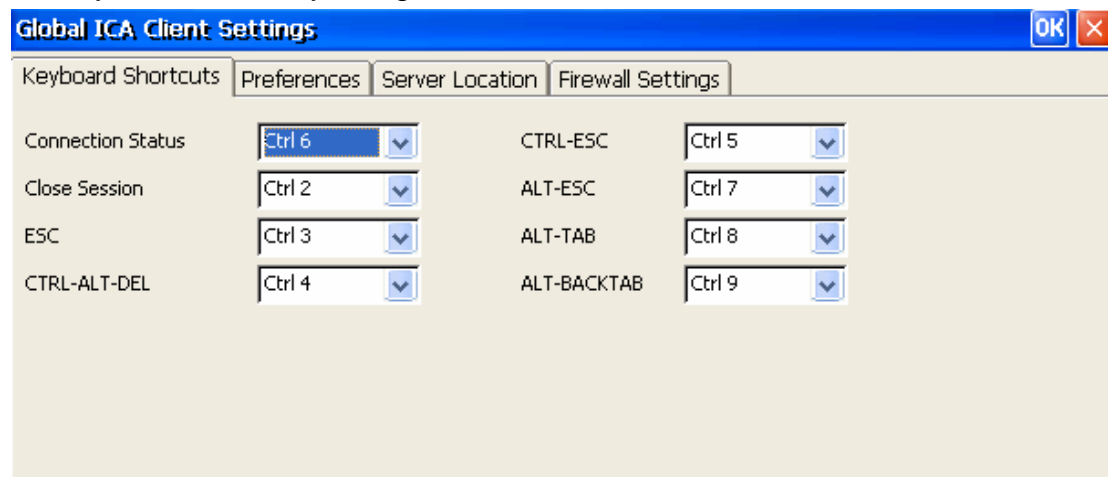 Global ICA Client Settings OK
Keyboard Shortcuts Preferences Server Location Firewall Settings
Connection Status Ctrl 6 CTRL-ESC Ctrl 5
Close Session Ctrl 2 ALT-ESC Ctrl 7
ESC Ctrl 3 ALT-TAB Ctrl 8
CTRL-ALT-DEL Ctrl 4 ALT-BACKTAB Ctrl 9